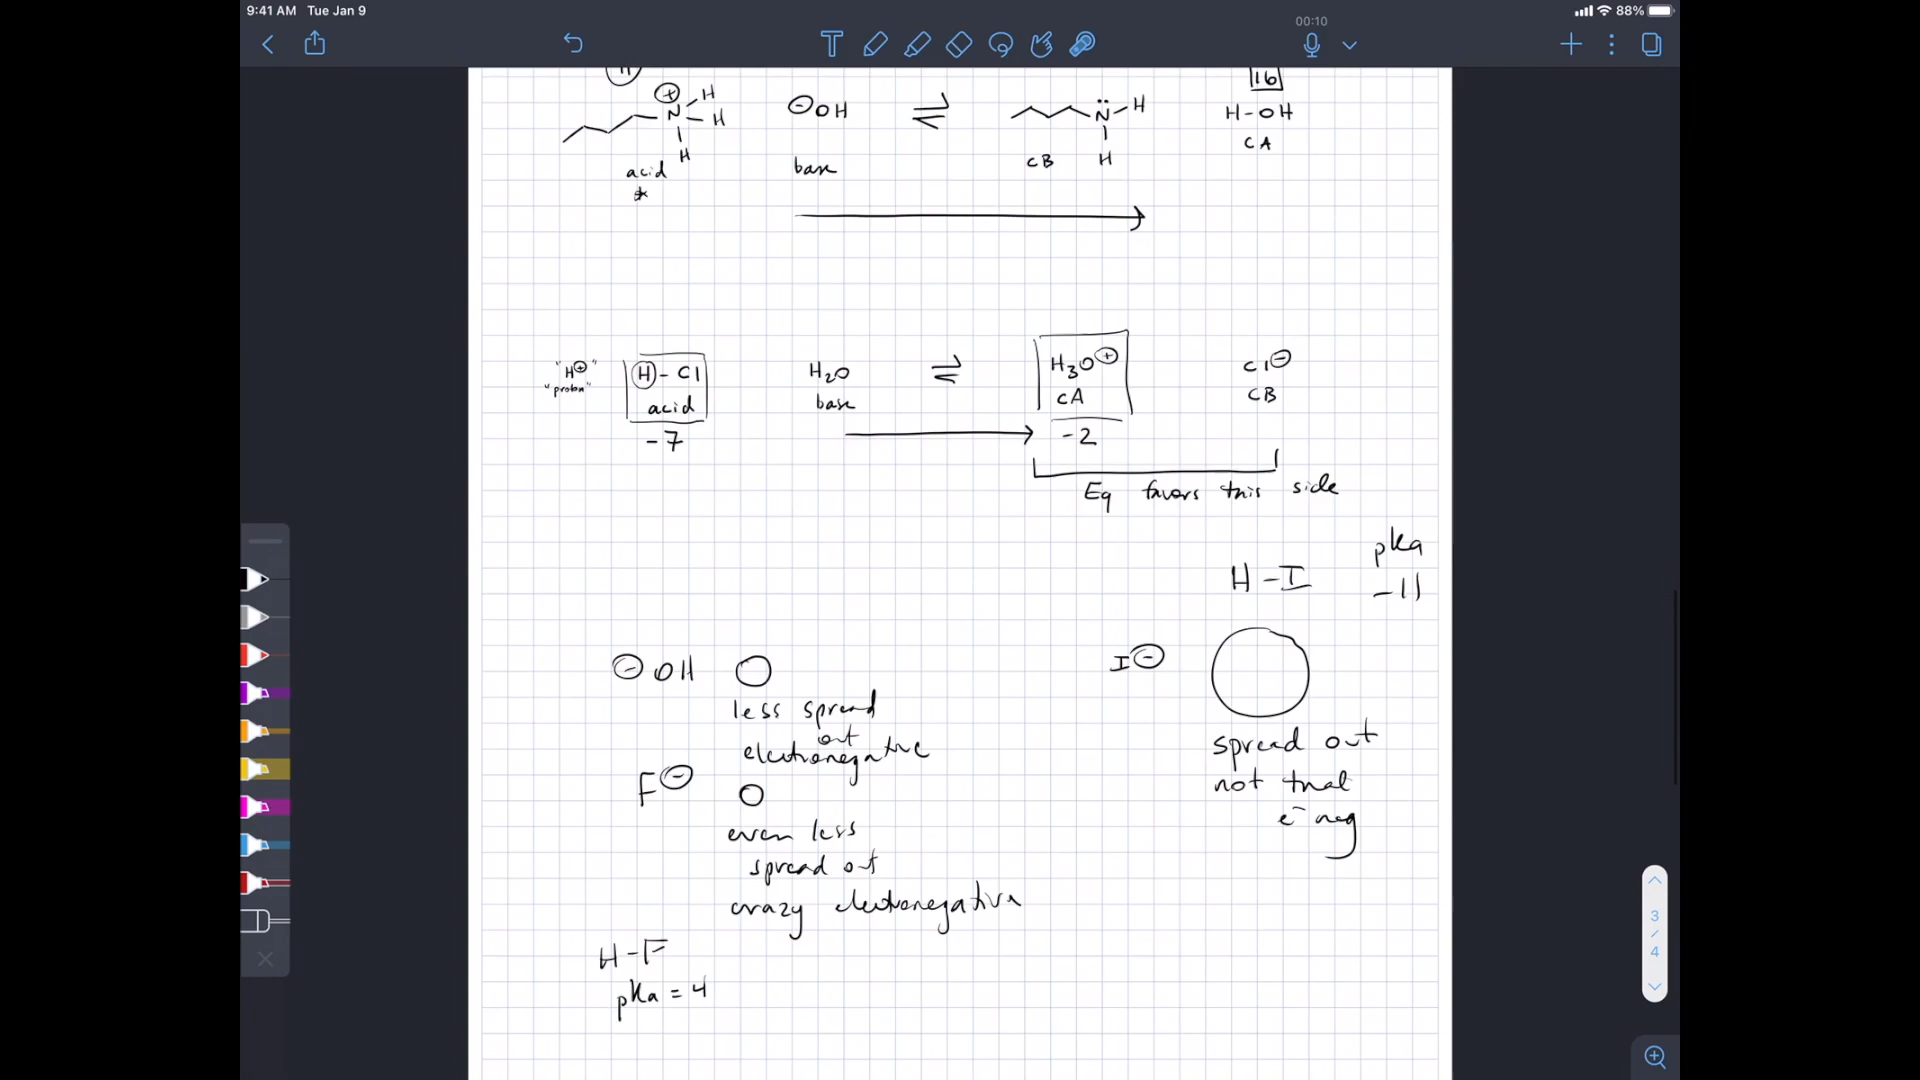 9:41 AM Tue Jan 9
88%
00:10
T
16
⊕ H
N - H
H
⊖OH
⇌
N̈ - H
H
H-OH
CA
acid
*
base
CB
"H⊕"
"proton"
H - Cl
acid
-7
H₂O
base
⇌
H₃O⊕
CA
-2
Cl⊖
CB
Eq favors this side
pka
H - I
-11
⊖ OH
less spread
out
electronegative
I⊖
spread out
not that
e⁻neg
F⊖
even less
spread out
crazy electronegative
H-F
pka = 4
3
/
4